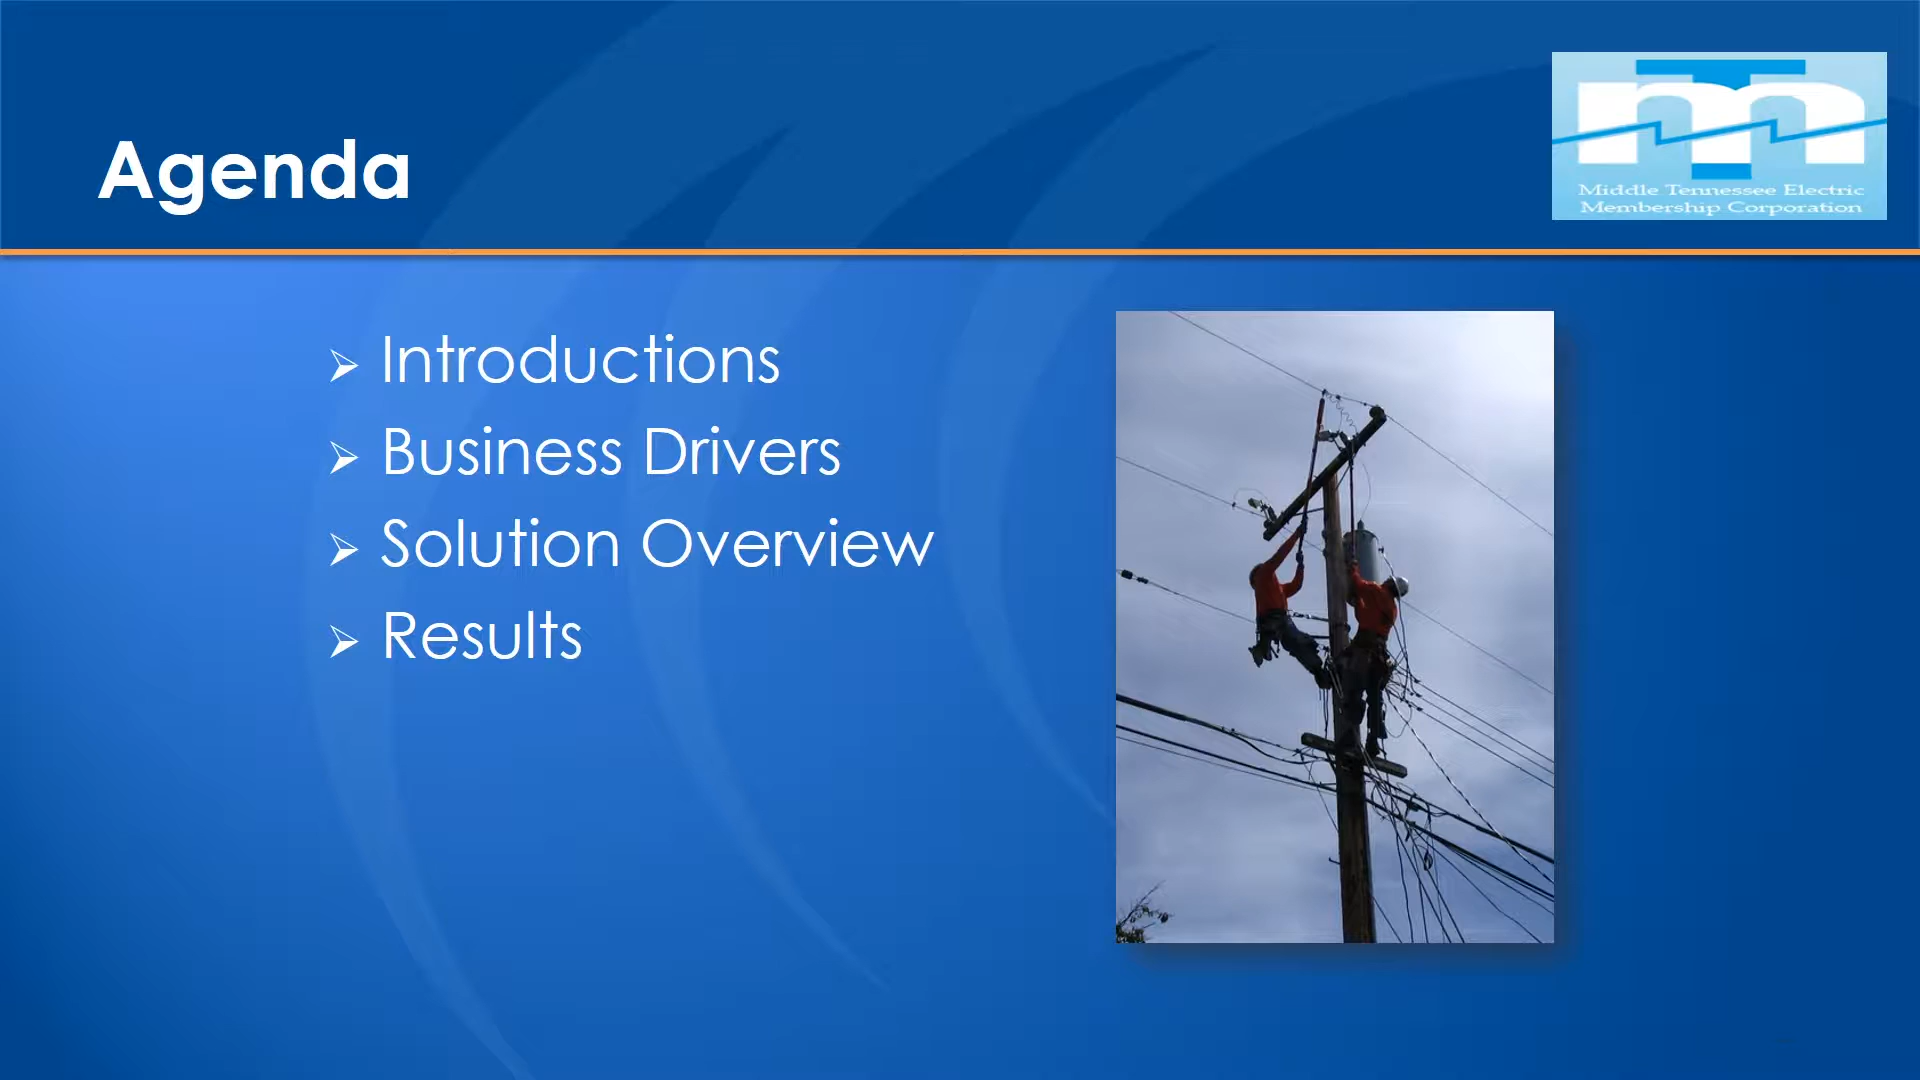 Agenda
Middle Tennessee Electric
Membership Corporation
Introductions
Business Drivers
Solution Overview
Results